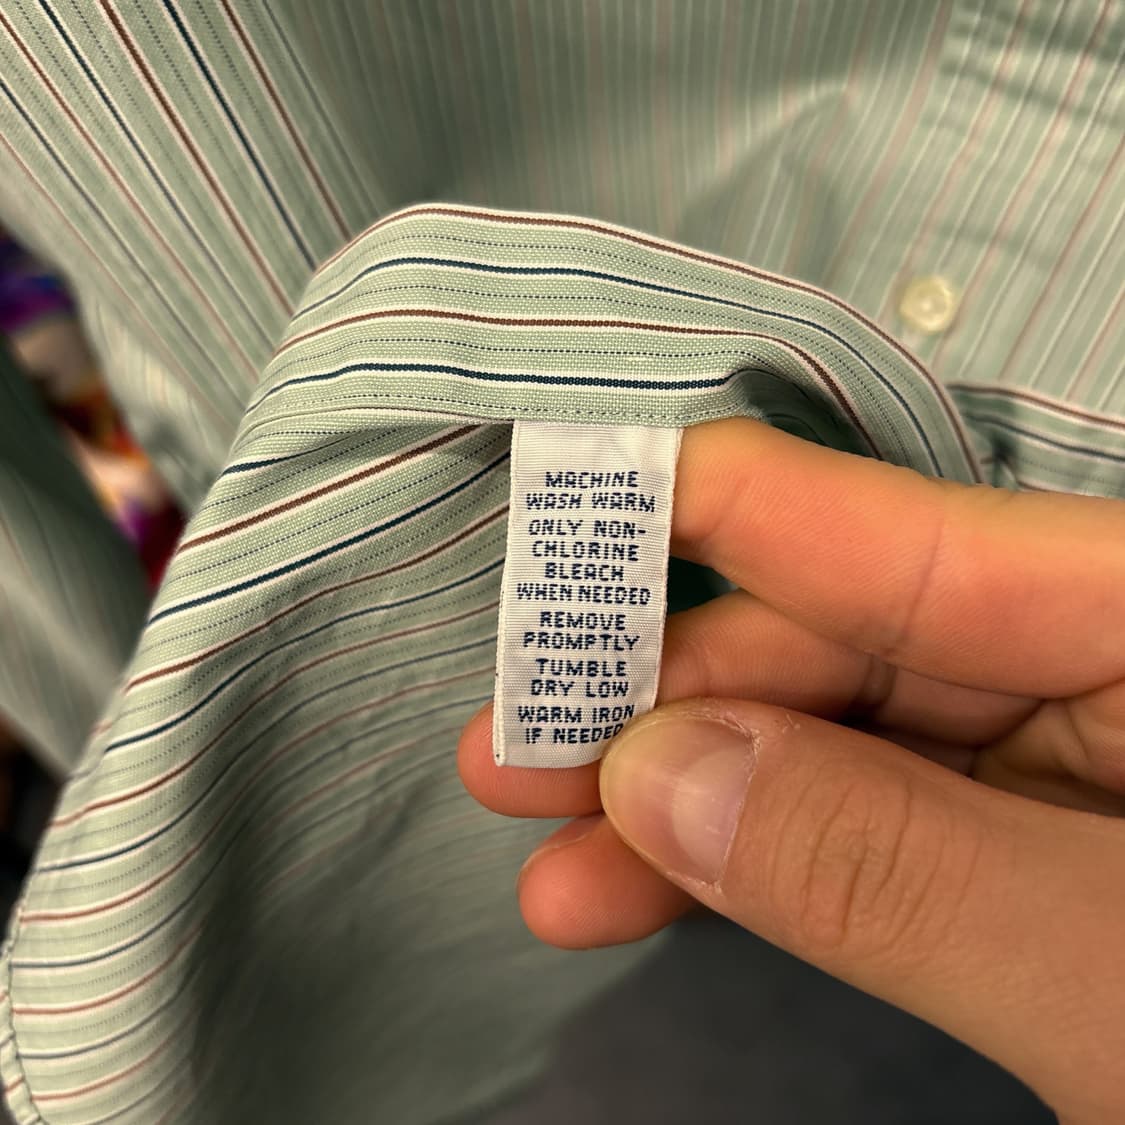 MACHINE
WASH WARM
ONLY NON-
CHLORINE
BLEACH
WHEN NEEDED
REMOVE
PROMPTLY
TUMBLE
DRY LOW
WARM IRON
IF NEEDED